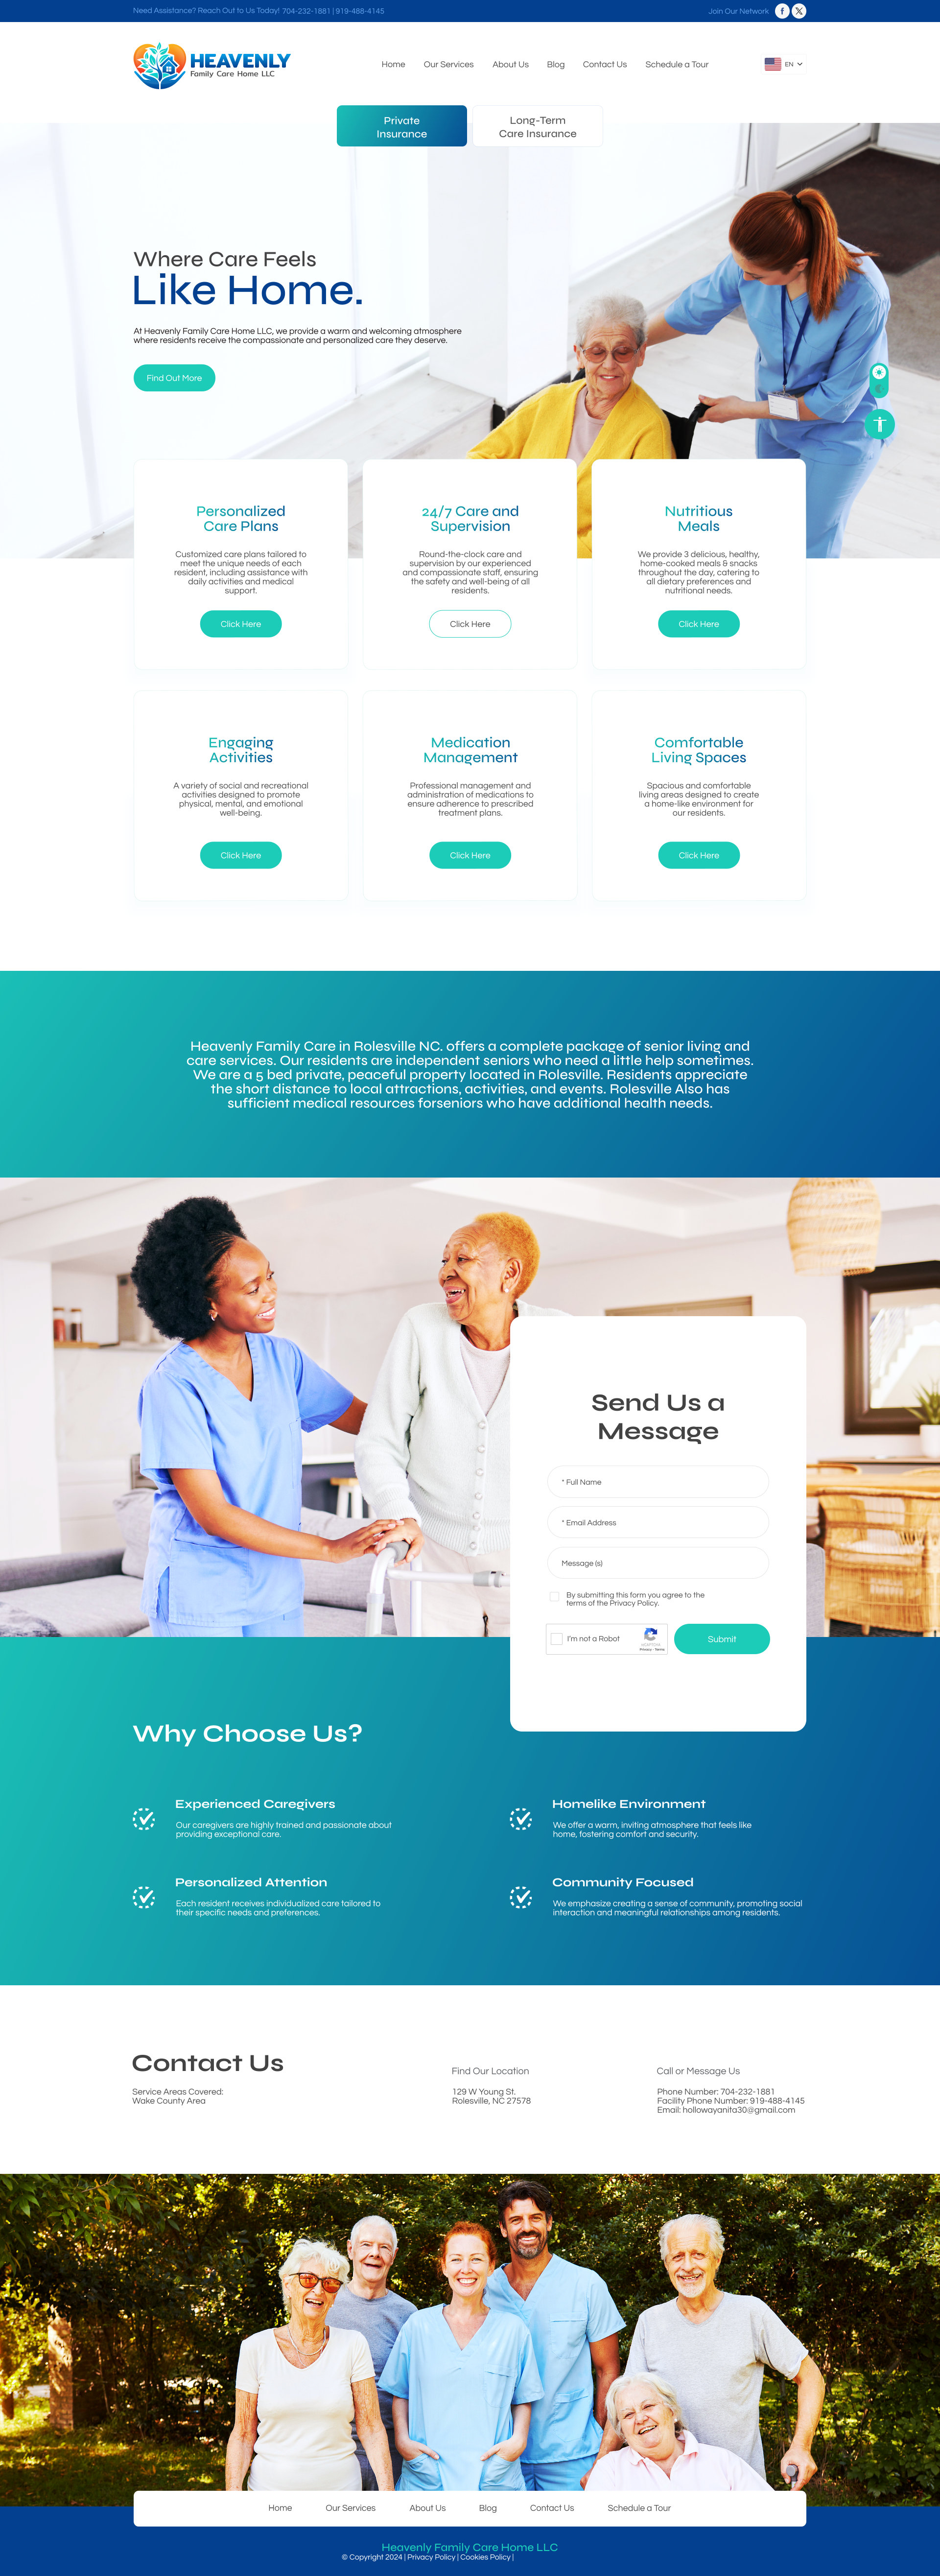 Need Assistance? Reach Out to Us Today! 704-232-1881 | 919-488-4145
Join Our Network
HEAVENLY
Family Care Home LLC
Home
Our Services
About Us
Blog
Contact Us
Schedule a Tour
EN
Private
Insurance
Long-Term
Care Insurance
Where Care Feels
Like Home.
At Heavenly Family Care Home LLC, we provide a warm and welcoming atmosphere
where residents receive the compassionate and personalized care they deserve.
Find Out More
Personalized
Care Plans
Customized care plans tailored to
meet the unique needs of each
resident, including assistance with
daily activities and medical
support.
Click Here
24/7 Care and
Supervision
Round-the-clock care and
supervision by our experienced
and compassionate staff, ensuring
the safety and well-being of all
residents.
Click Here
Nutritious
Meals
We provide 3 delicious, healthy,
home-cooked meals & snacks
throughout the day, catering to
all dietary preferences and
nutritional needs.
Click Here
Engaging
Activities
A variety of social and recreational
activities designed to promote
physical, mental, and emotional
well-being.
Click Here
Medication
Management
Professional management and
administration of medications to
ensure adherence to prescribed
treatment plans.
Click Here
Comfortable
Living Spaces
Spacious and comfortable
living areas designed to create
a home-like environment for
our residents.
Click Here
Heavenly Family Care in Rolesville NC. offers a complete package of senior living and
care services. Our residents are independent seniors who need a little help sometimes.
We are a 5 bed private, peaceful property located in Rolesville. Residents appreciate
the short distance to local attractions, activities, and events. Rolesville Also has
sufficient medical resources forseniors who have additional health needs.
Send Us a
Message
* Full Name
* Email Address
Message (s)
By submitting this form you agree to the
terms of the Privacy Policy.
I'm not a Robot
reCAPTCHA
Privacy - Terms
Submit
Why Choose Us?
Experienced Caregivers
Our caregivers are highly trained and passionate about
providing exceptional care.
Homelike Environment
We offer a warm, inviting atmosphere that feels like
home, fostering comfort and security.
Personalized Attention
Each resident receives individualized care tailored to
their specific needs and preferences.
Community Focused
We emphasize creating a sense of community, promoting social
interaction and meaningful relationships among residents.
Contact Us
Service Areas Covered:
Wake County Area
Find Our Location
129 W Young St.
Rolesville, NC 27578
Call or Message Us
Phone Number: 704-232-1881
Facility Phone Number: 919-488-4145
Email: hollowayanita30@gmail.com
Home
Our Services
About Us
Blog
Contact Us
Schedule a Tour
Heavenly Family Care Home LLC
© Copyright 2024 | Privacy Policy | Cookies Policy |